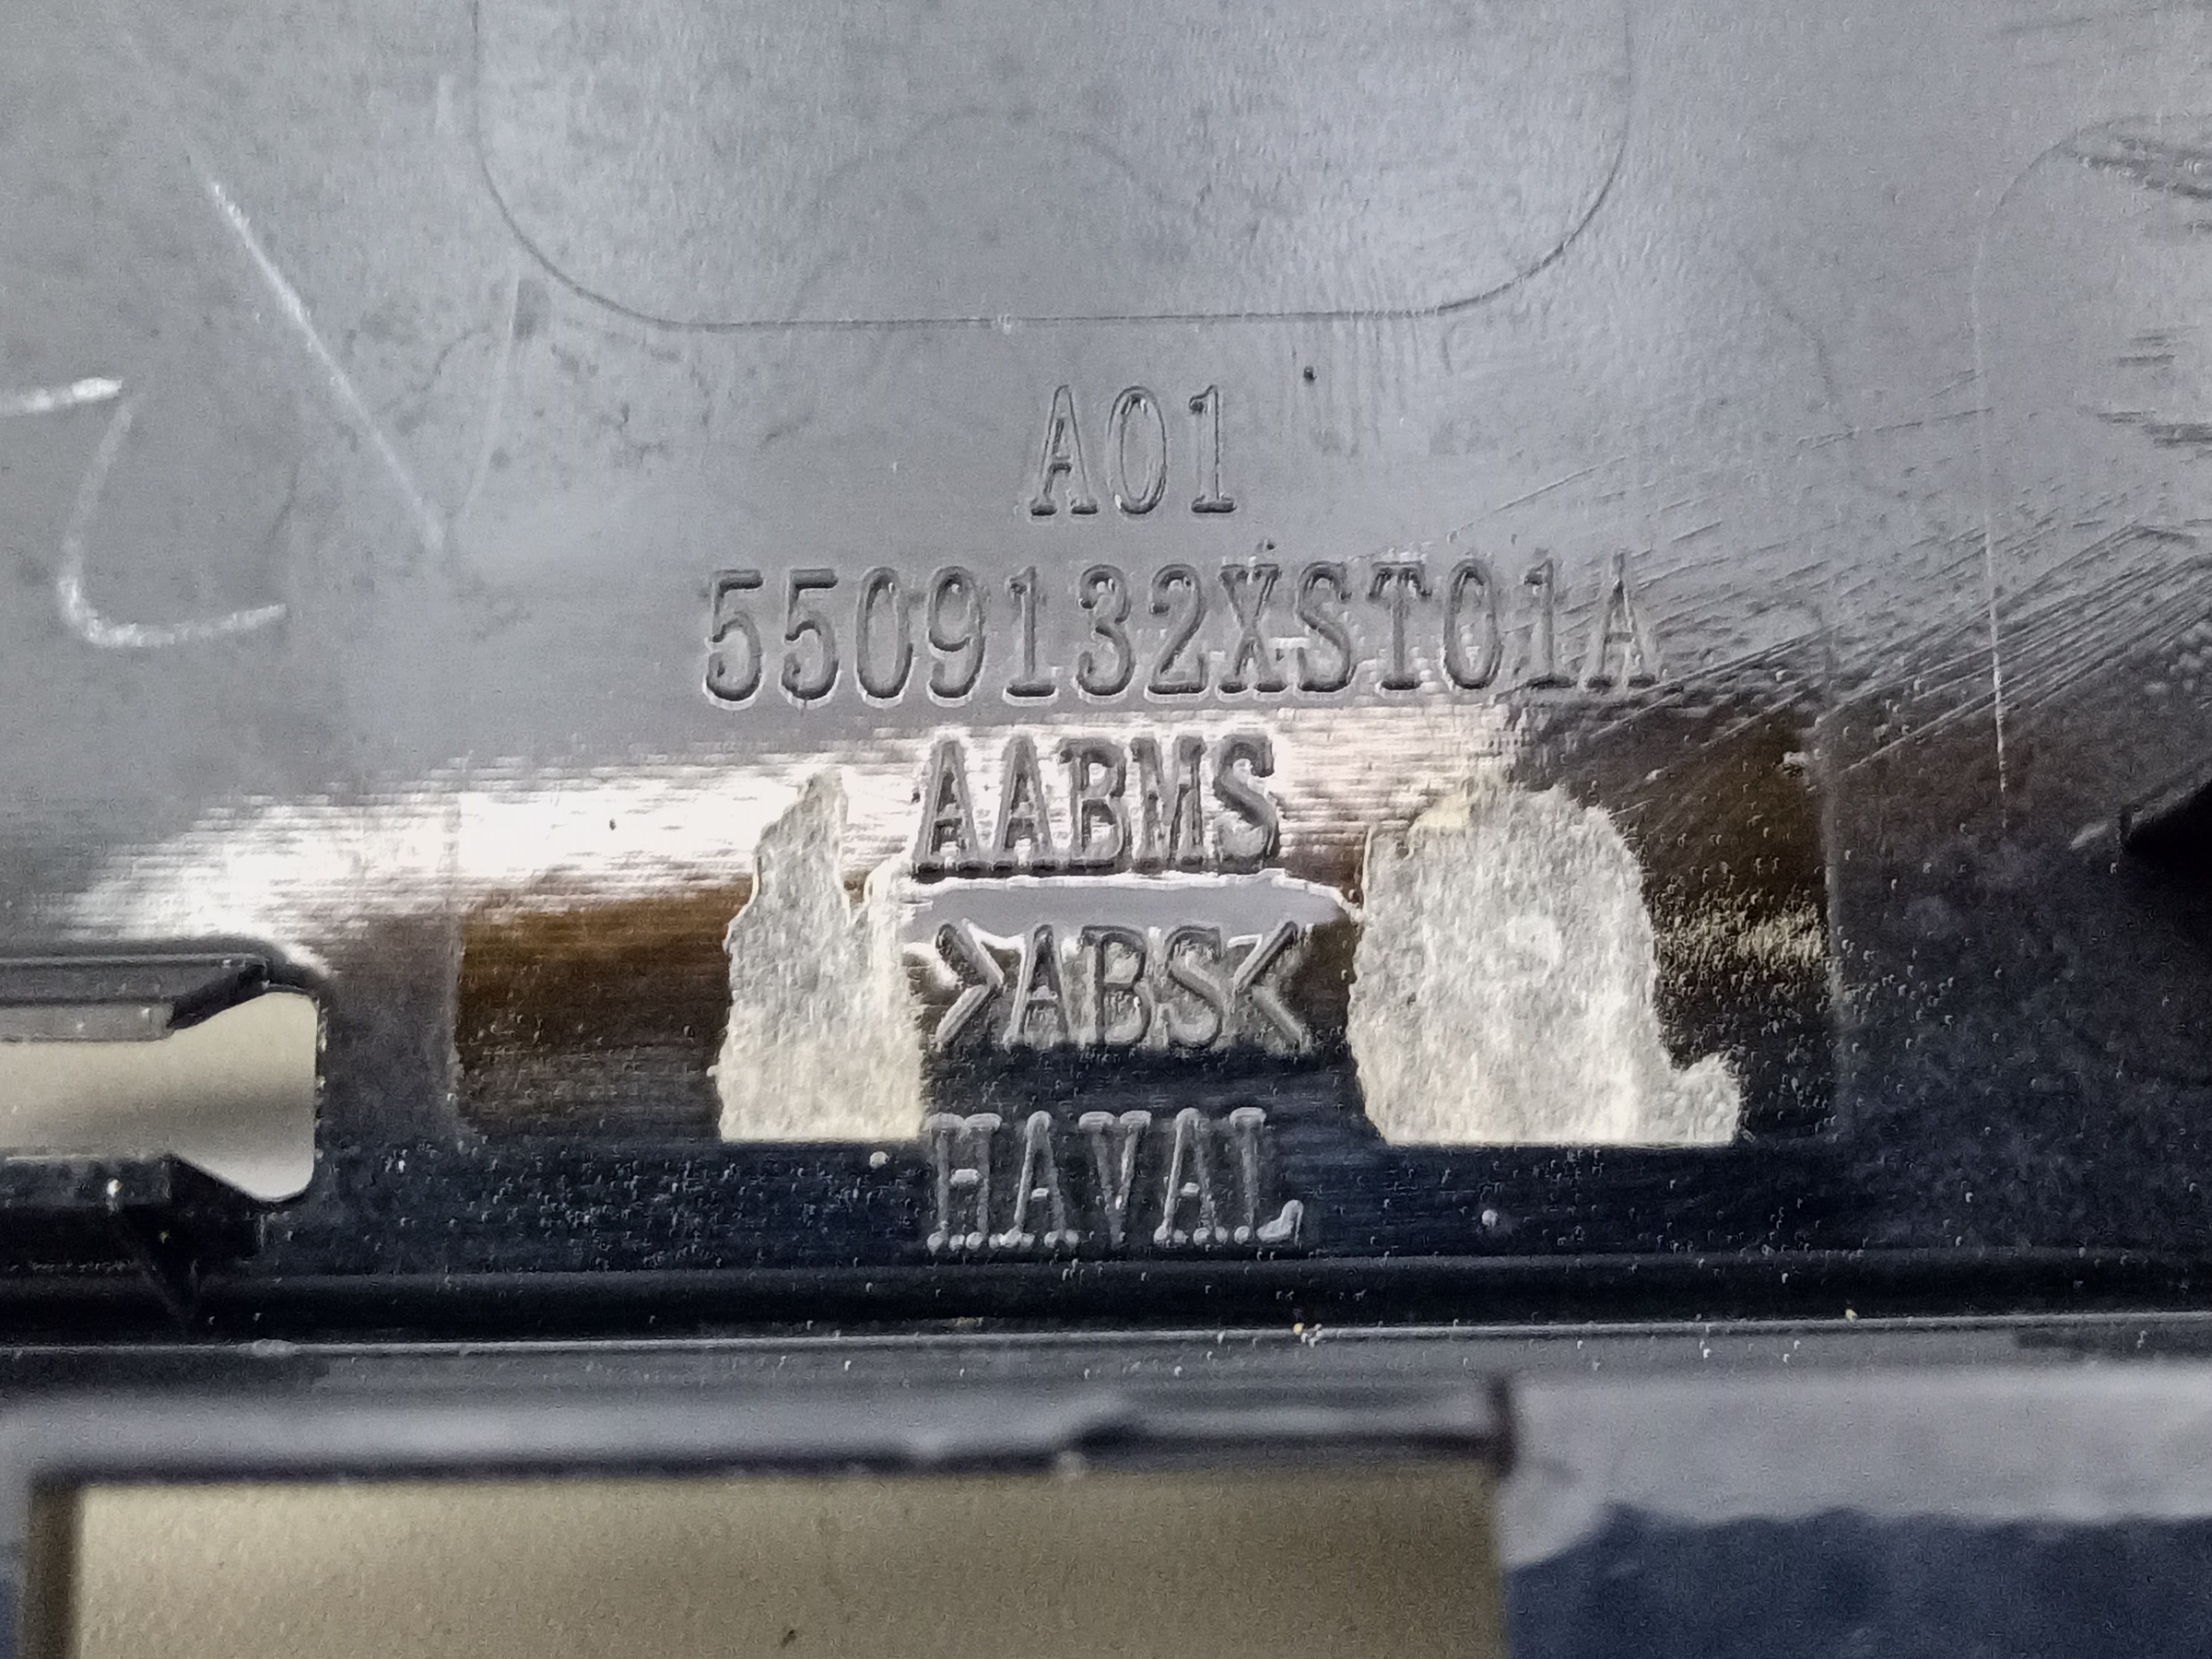 A01
5509132XST01A
AABMS
>ABS<
HAVAL